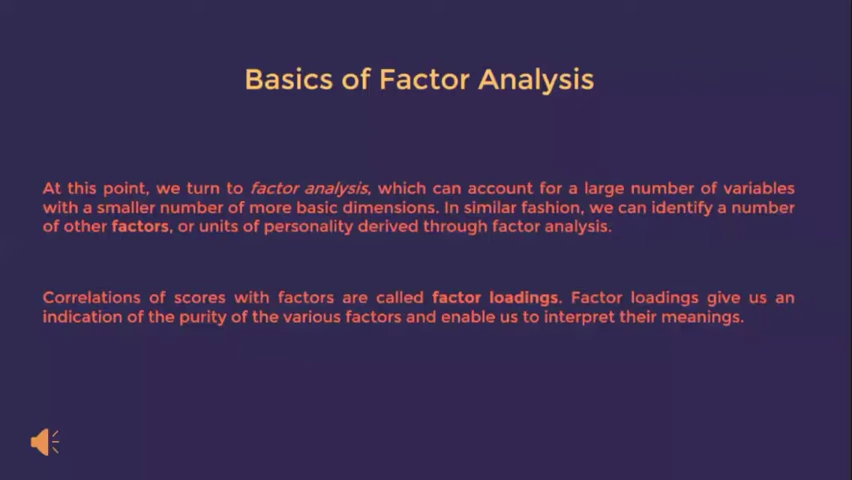 Basics of Factor Analysis
At this point, we turn to factor analysis, which can account for a large number of variables
with a smaller number of more basic dimensions. In similar fashion, we can identify a number
of other factors, or units of personality derived through factor analysis.
Correlations of scores with factors are called factor loadings. Factor loadings give us an
indication of the purity of the various factors and enable us to interpret their meanings.